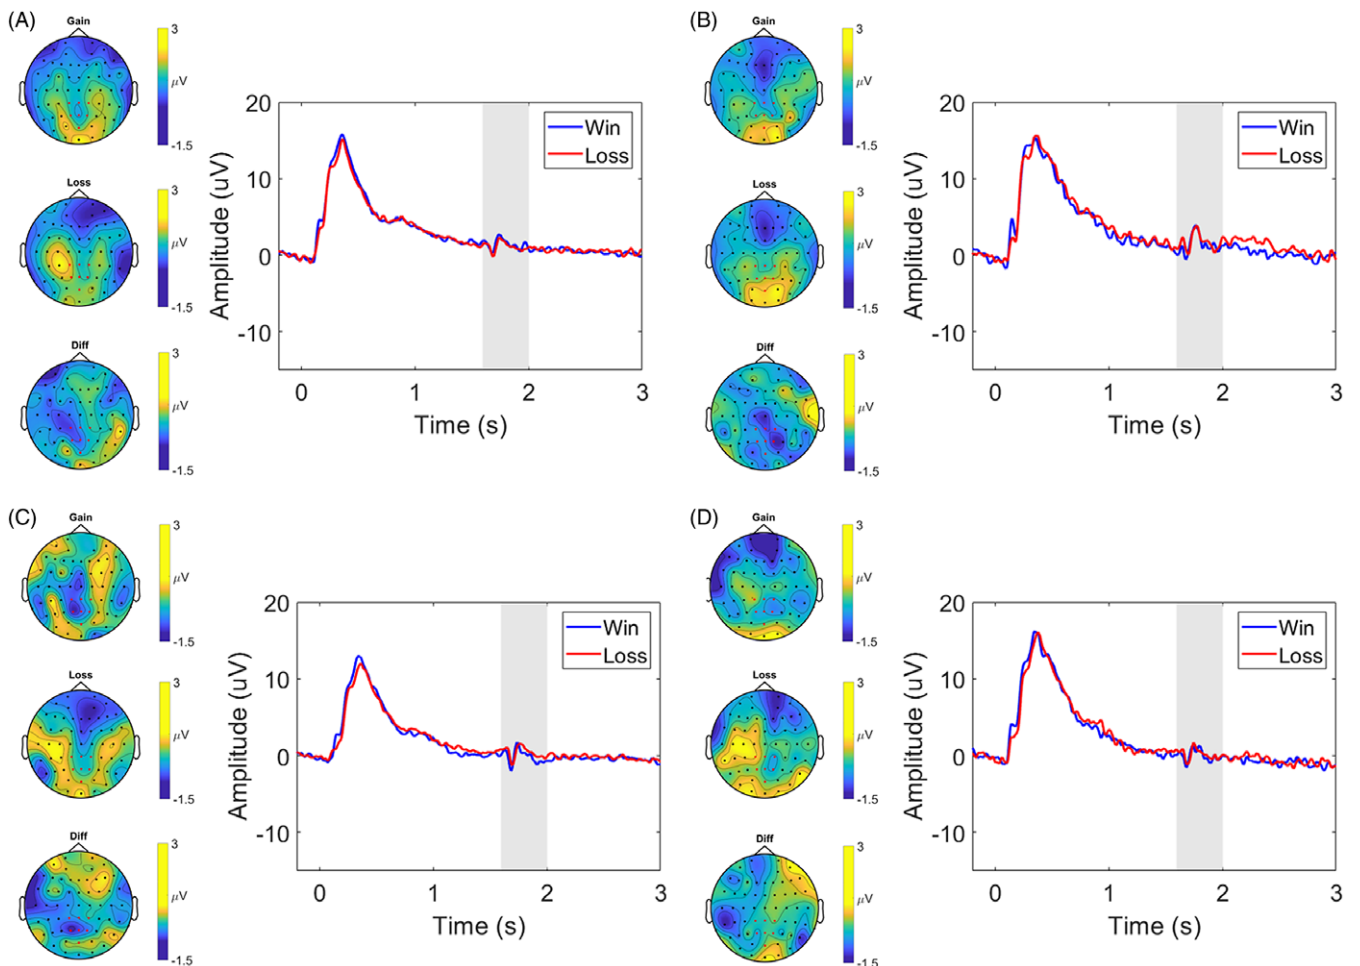 (A)
Gain
3
μV
-1.5
Loss
3
μV
-1.5
Diff
3
μV
-1.5
20
10
0
-10
Amplitude (uV)
Win
Loss
0
1
2
3
Time (s)
(B)
Gain
3
μV
-1.5
Loss
3
μV
-1.5
Diff
3
μV
-1.5
20
10
0
-10
Amplitude (uV)
Win
Loss
0
1
2
3
Time (s)
(C)
Gain
3
μV
-1.5
Loss
3
μV
-1.5
Diff
3
μV
-1.5
20
10
0
-10
Amplitude (uV)
Win
Loss
0
1
2
3
Time (s)
(D)
Gain
3
μV
-1.5
Loss
3
μV
-1.5
Diff
3
μV
-1.5
20
10
0
-10
Amplitude (uV)
Win
Loss
0
1
2
3
Time (s)